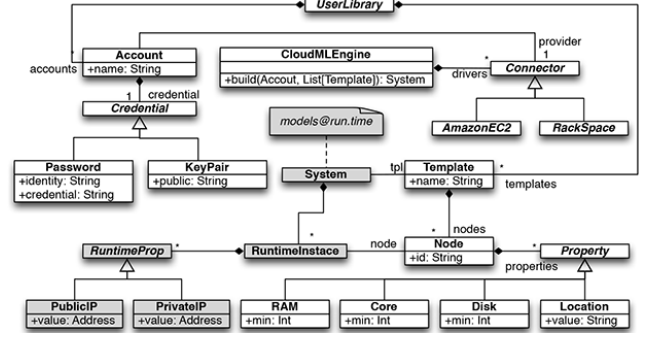 UserLibrary
*
accounts
Account
+name: String
CloudMLEngine
+build(Accout, List[Template]): System
*
drivers
provider
1
Connector
1
credential
Credential
models@run.time
AmazonEC2
RackSpace
Password
+identity: String
+credential: String
KeyPair
+public: String
System
tpl
Template
+name: String
*
templates
*
*
nodes
RuntimeProp
*
RuntimeInstace
node
Node
+id: String
*
properties
Property
PublicIP
+value: Address
PrivateIP
+value: Address
RAM
+min: Int
Core
+min: Int
Disk
+min: Int
Location
+value: String